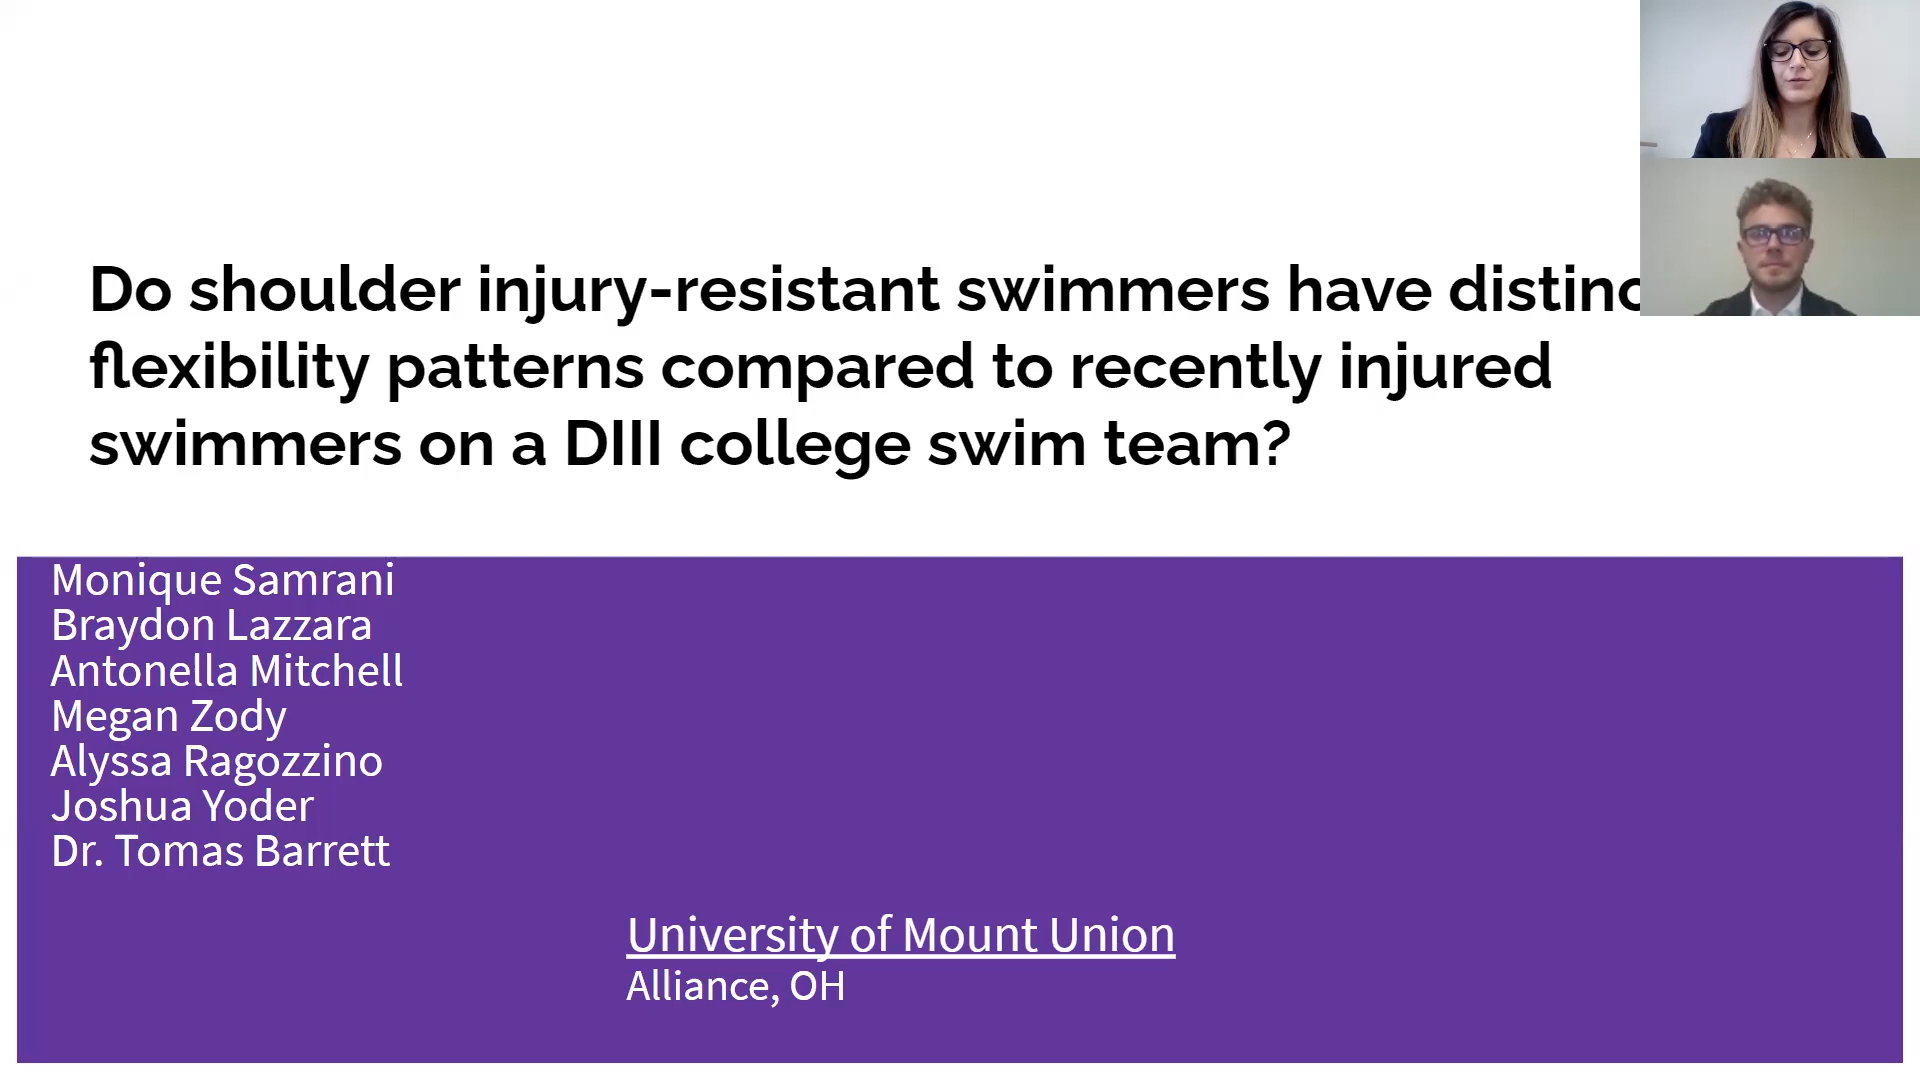 Do shoulder injury-resistant swimmers have distinc
flexibility patterns compared to recently injured
swimmers on a DIII college swim team?
Monique Samrani
Braydon Lazzara
Antonella Mitchell
Megan Zody
Alyssa Ragozzino
Joshua Yoder
Dr. Tomas Barrett
University of Mount Union
Alliance, OH